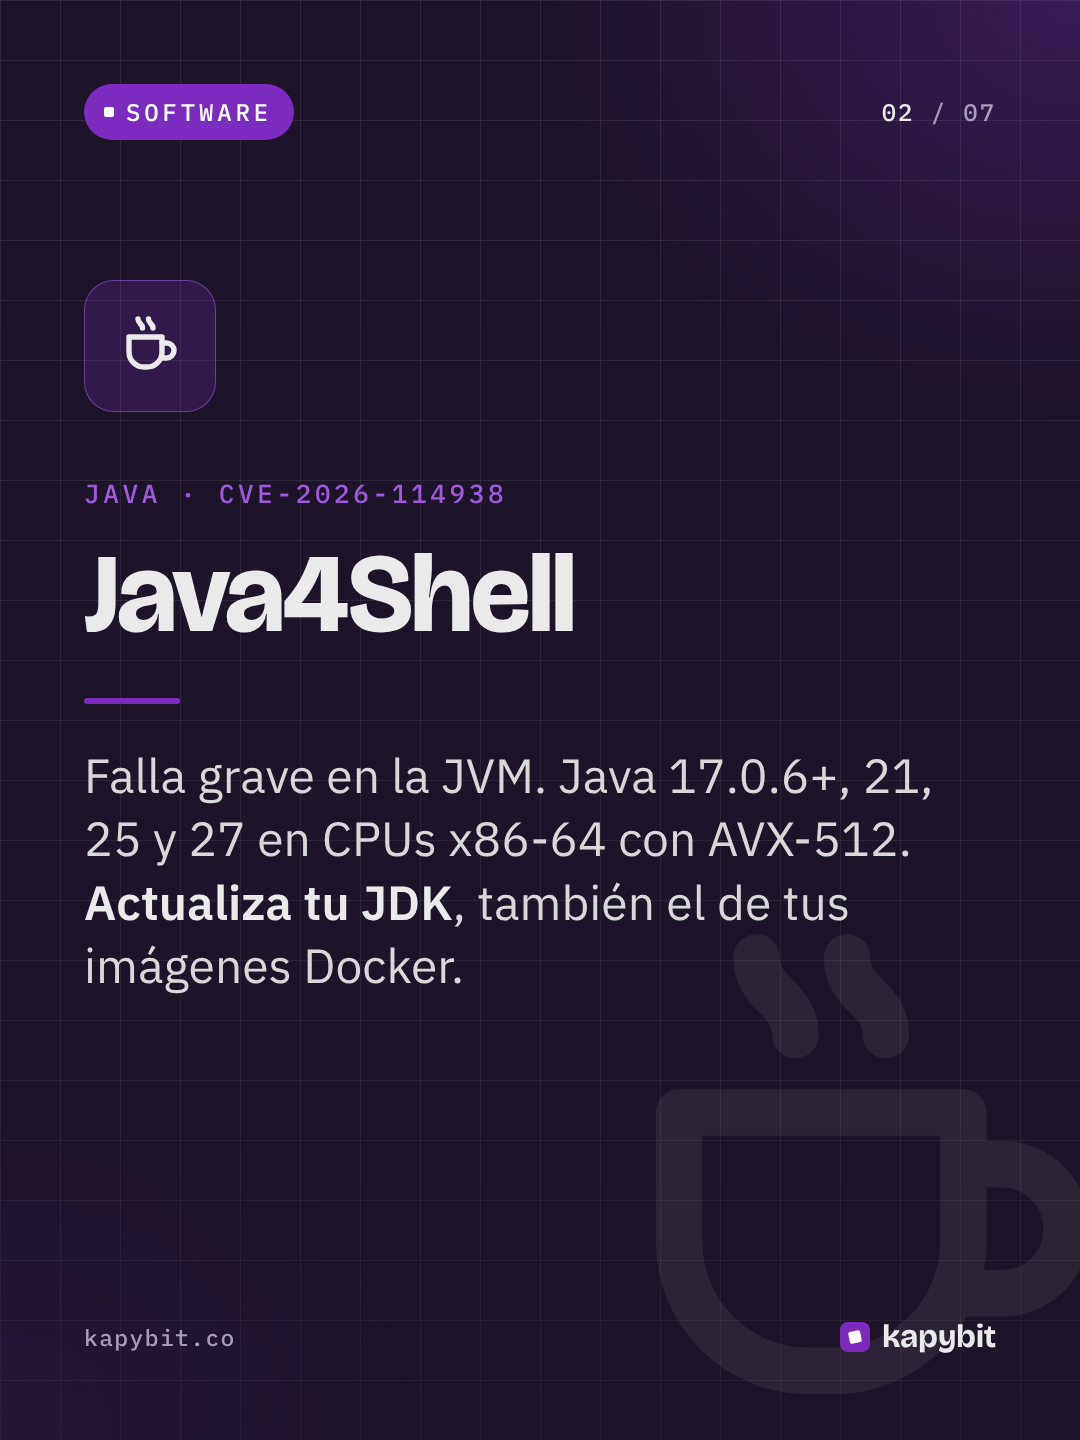 SOFTWARE
02 / 07
JAVA · CVE-2026-114938
Java4Shell
Falla grave en la JVM. Java 17.0.6+, 21,
25 y 27 en CPUs x86-64 con AVX-512.
Actualiza tu JDK, también el de tus
imágenes Docker.
kapybit.co
kapybit